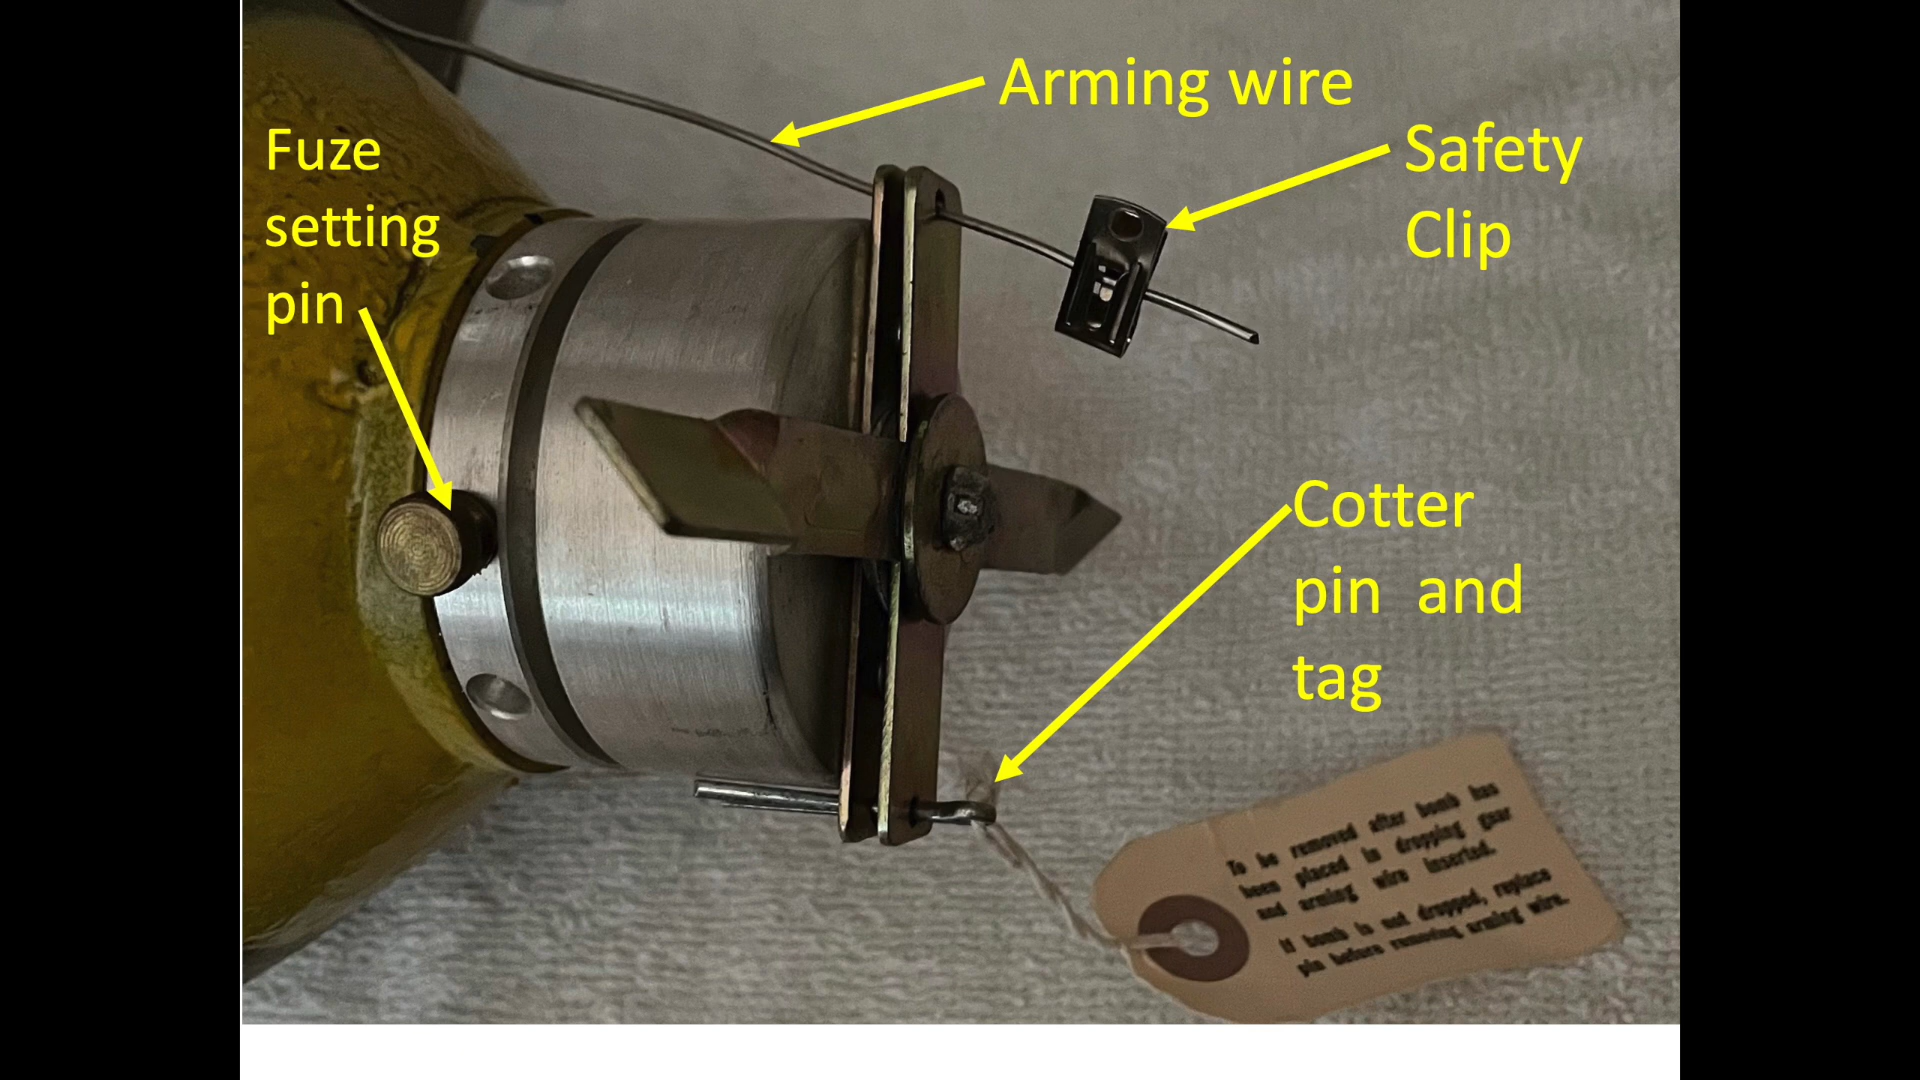 Arming wire
Safety
Clip
Fuze
setting
pin
Cotter
pin and
tag
To be removed after bomb has
been placed in dropping gear
and arming wire inserted.
If bomb is not dropped, replace
pin before removing arming wire.